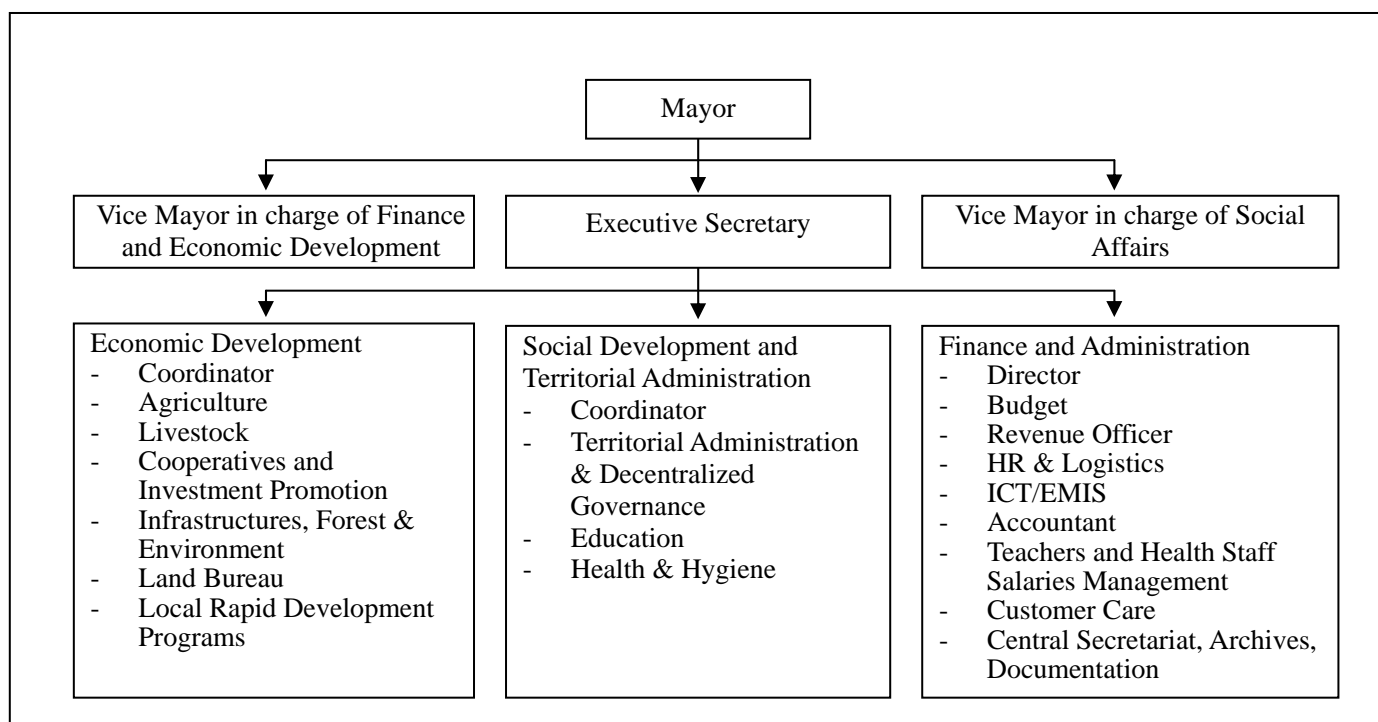 Mayor
Vice Mayor in charge of Finance
and Economic Development
Executive Secretary
Vice Mayor in charge of Social
Affairs
Economic Development
- Coordinator
- Agriculture
- Livestock
- Cooperatives and
Investment Promotion
- Infrastructures, Forest &
Environment
- Land Bureau
- Local Rapid Development
Programs
Social Development and
Territorial Administration
- Coordinator
- Territorial Administration
& Decentralized
Governance
- Education
- Health & Hygiene
Finance and Administration
- Director
- Budget
- Revenue Officer
- HR & Logistics
- ICT/EMIS
- Accountant
- Teachers and Health Staff
Salaries Management
- Customer Care
- Central Secretariat, Archives,
Documentation